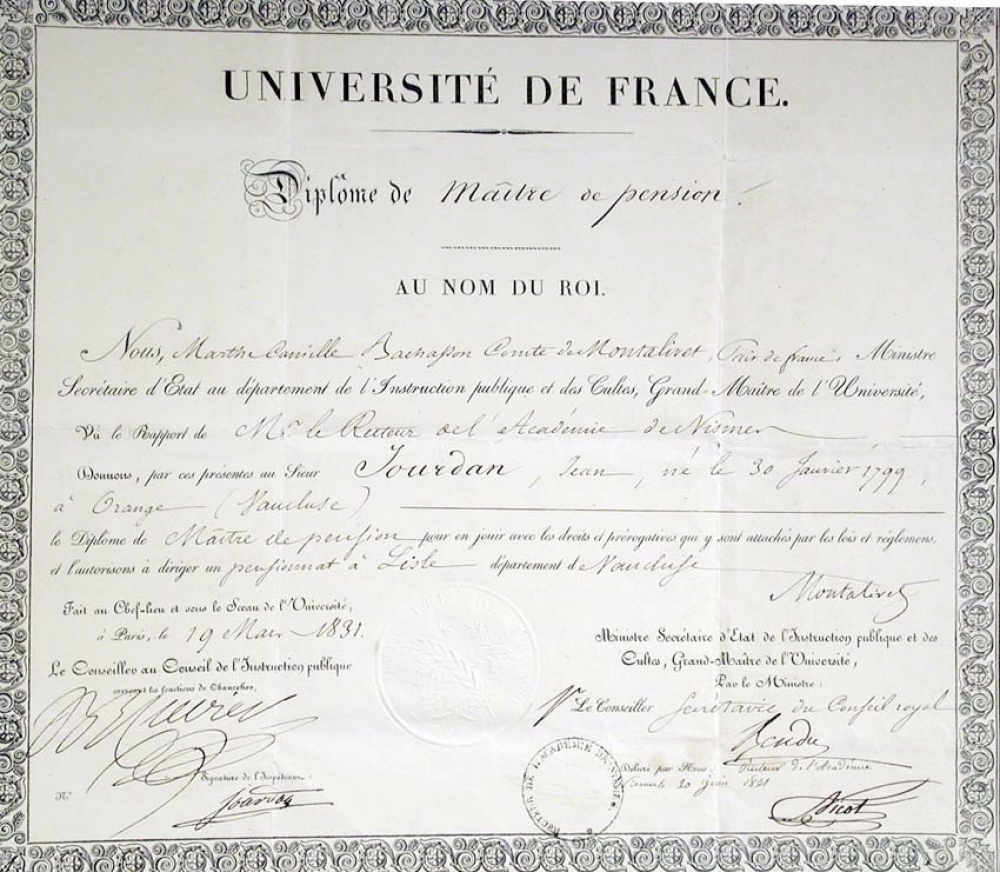 UNIVERSITÉ DE FRANCE.
Diplôme de Maître de pension.
AU NOM DU ROI.
Nous, Marthe Camille Bachasson Comte de Montalivet, Pair de france, Ministre
Secrétaire d'Etat au département de l'Instruction publique et des Cultes, Grand-Maître de l'Université,
Vu le Rapport de Mr. le Recteur de l'Académie de Nismes
Donnons, par ces présentes au Sieur Jourdan, Jean, né le 30 Janvier 1799,
à Orange (Vaucluse)
le Diplome de Maître de pension pour en jouir avec les droits et prérogatives qui y sont attachés par les lois et réglemens,
et l'autorisons à diriger un pensionnat à Lisle département de Vaucluse
Montalivet
Fait au Chef-lieu et sous le Sceau de l'Université,
à Paris, le 19 Mars 1831.
Ministre Secrétaire d'Etat de l'Instruction publique et des
Cultes, Grand-Maître de l'Université,
Le Conseiller au Conseil de l'Instruction publique
exerçant les fonctions de Chancelier,
Par le Ministre:
Le Conseiller Secrétaire du Conseil royal
Rendu
Délivré par Nous, Recteur de l'Académie
20 Juin 1831
Signature de l'Impétrant:
Jourdan
N°
Nicot